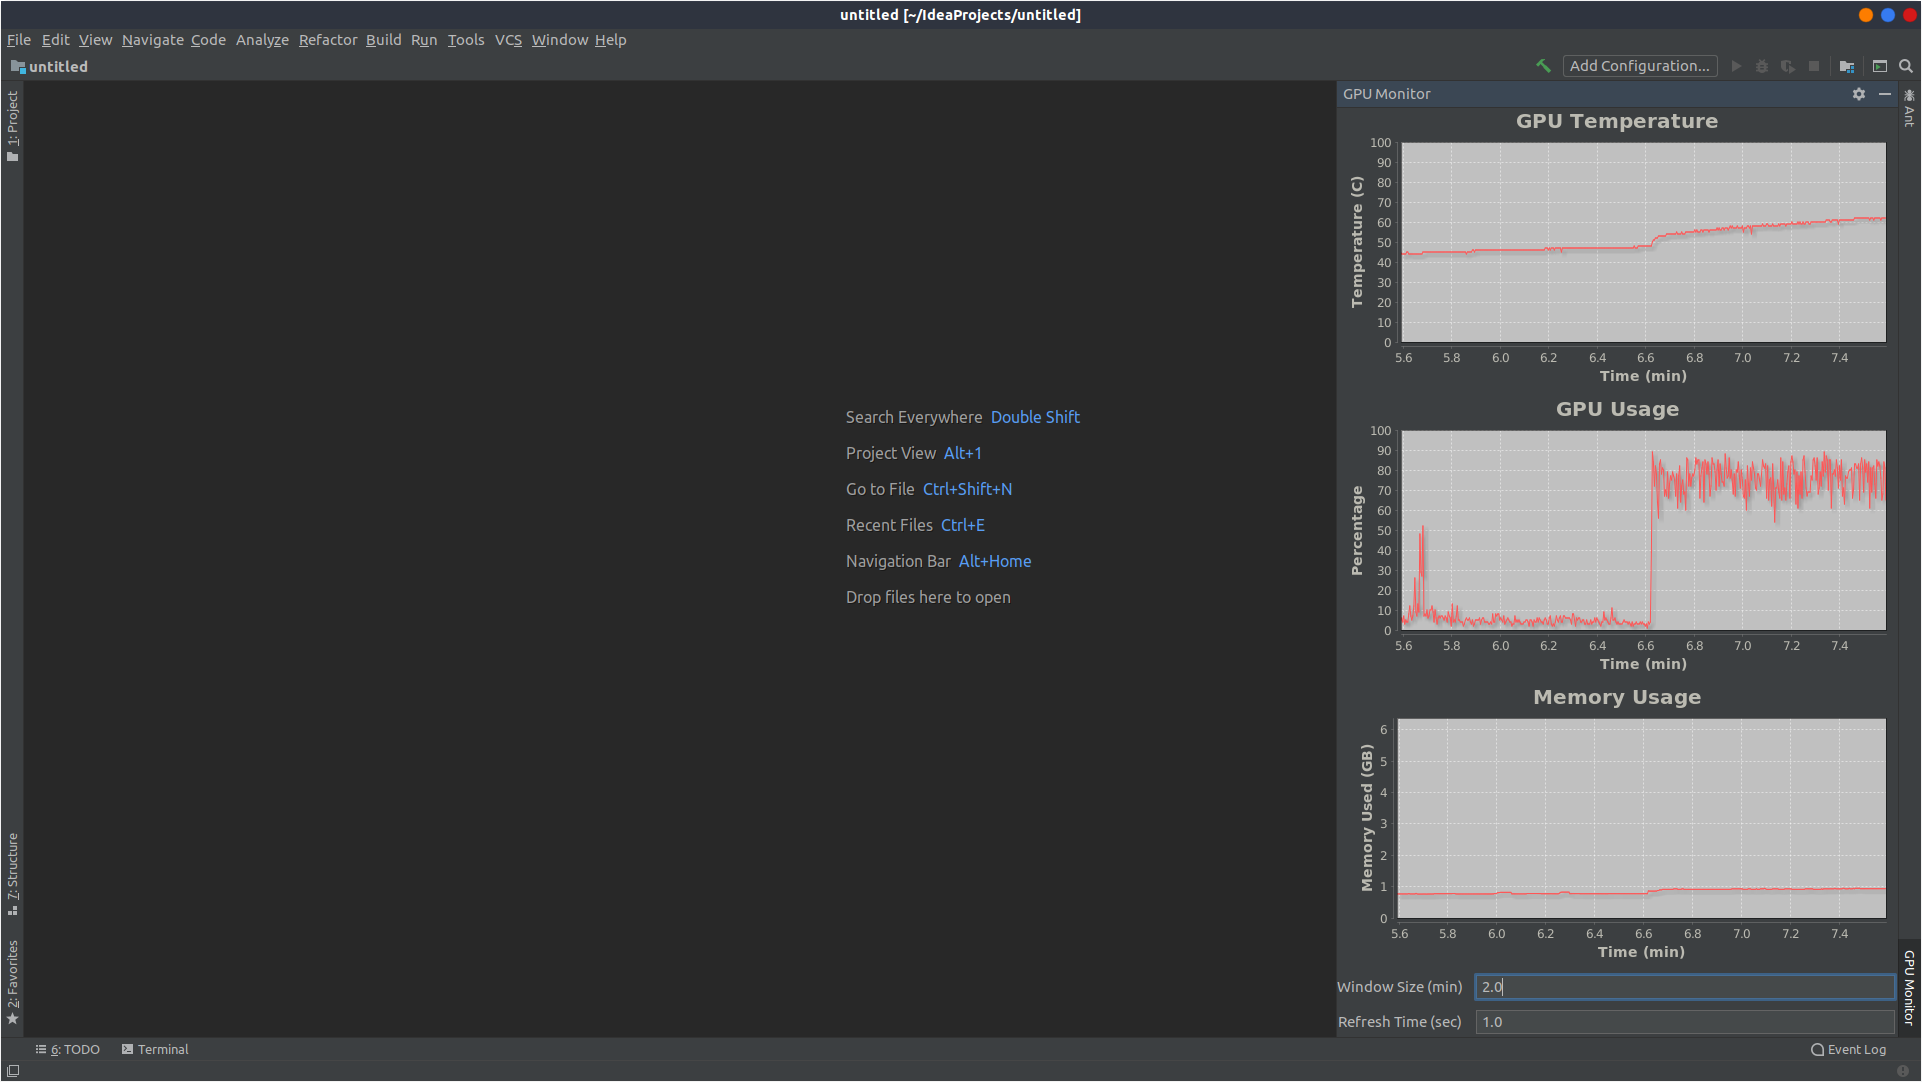 untitled [~/IdeaProjects/untitled]
File Edit View Navigate Code Analyze Refactor Build Run Tools VCS Window Help
untitled
Add Configuration...
1: Project
7: Structure
2: Favorites
Search Everywhere Double Shift
Project View Alt+1
Go to File Ctrl+Shift+N
Recent Files Ctrl+E
Navigation Bar Alt+Home
Drop files here to open
GPU Monitor
GPU Temperature
Temperature (C)
100
90
80
70
60
50
40
30
20
10
0
5.6 5.8 6.0 6.2 6.4 6.6 6.8 7.0 7.2 7.4
Time (min)
GPU Usage
Percentage
100
90
80
70
60
50
40
30
20
10
0
5.6 5.8 6.0 6.2 6.4 6.6 6.8 7.0 7.2 7.4
Time (min)
Memory Usage
Memory Used (GB)
6
5
4
3
2
1
0
5.6 5.8 6.0 6.2 6.4 6.6 6.8 7.0 7.2 7.4
Time (min)
Window Size (min) 2.0
Refresh Time (sec) 1.0
Ant
GPU Monitor
6: TODO Terminal
Event Log